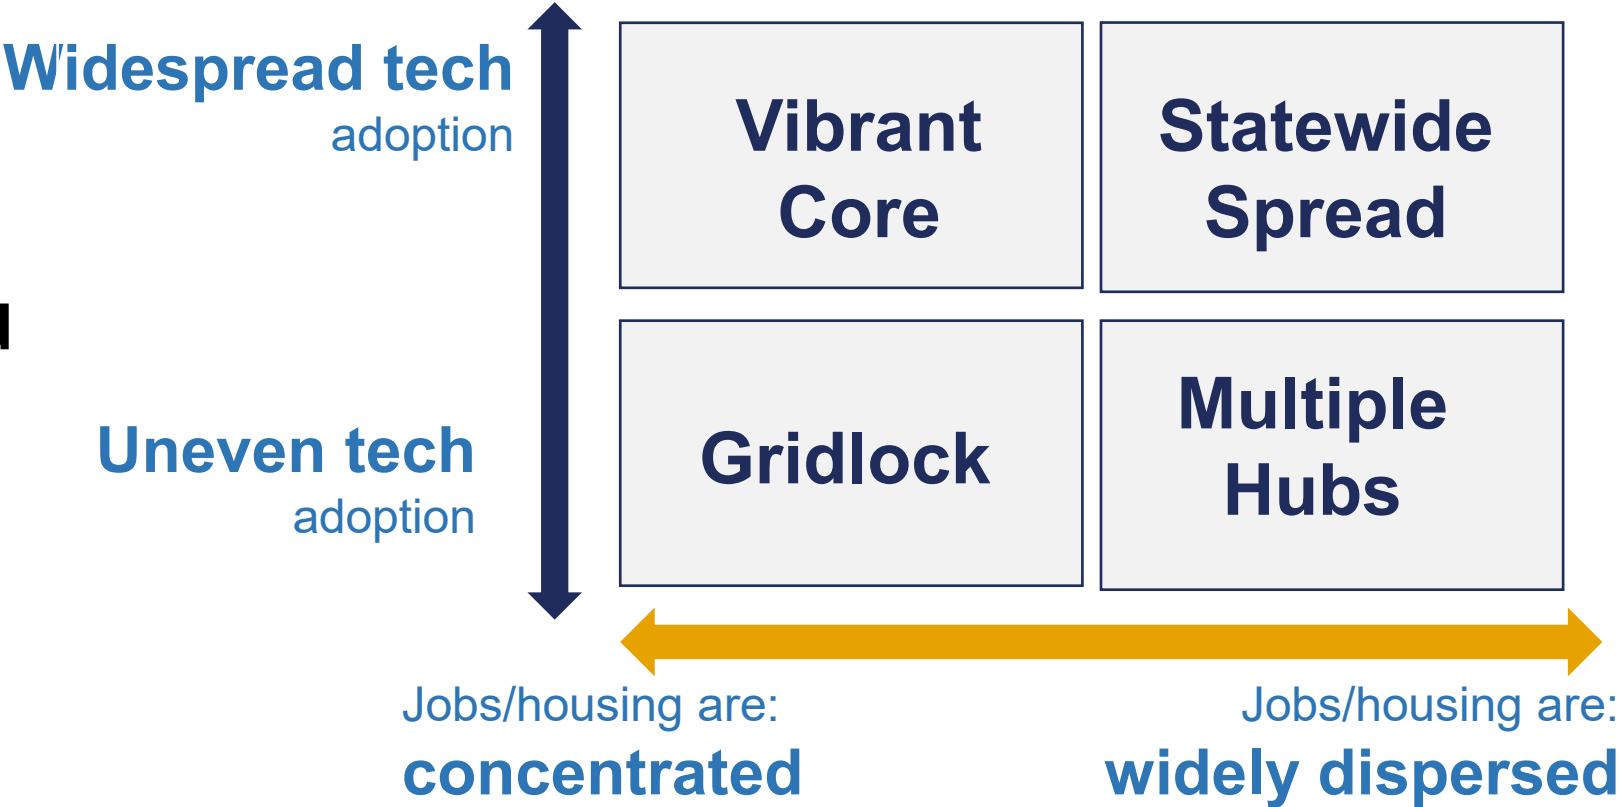 Widespread tech
adoption
Vibrant
Core
Statewide
Spread
Uneven tech
adoption
Gridlock
Multiple
Hubs
Jobs/housing are:
concentrated
Jobs/housing are:
widely dispersed